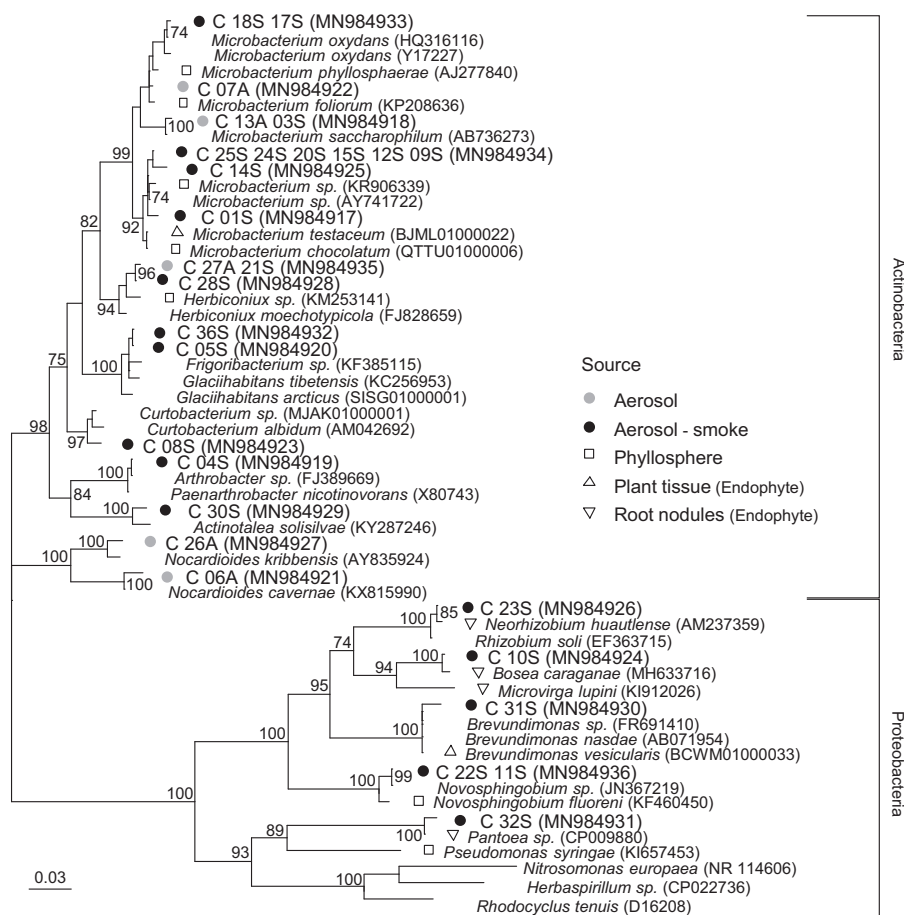 C 18S 17S (MN984933)
74
Microbacterium oxydans (HQ316116)
Microbacterium oxydans (Y17227)
Microbacterium phyllosphaerae (AJ277840)
C 07A (MN984922)
Microbacterium foliorum (KP208636)
C 13A 03S (MN984918)
100
Microbacterium saccharophilum (AB736273)
99
C 25S 24S 20S 15S 12S 09S (MN984934)
C 14S (MN984925)
Microbacterium sp. (KR906339)
74
Microbacterium sp. (AY741722)
82
92
C 01S (MN984917)
Microbacterium testaceum (BJML01000022)
Microbacterium chocolatum (QTTU01000006)
96
C 27A 21S (MN984935)
C 28S (MN984928)
94
Herbiconiux sp. (KM253141)
Herbiconiux moechotypicola (FJ828659)
C 36S (MN984932)
C 05S (MN984920)
75
100
Frigoribacterium sp. (KF385115)
Glaciihabitans tibetensis (KC256953)
Glaciihabitans arcticus (SISG01000001)
Curtobacterium sp. (MJAK01000001)
Curtobacterium albidum (AM042692)
98
97
C 08S (MN984923)
C 04S (MN984919)
100
Arthrobacter sp. (FJ389669)
84
Paenarthrobacter nicotinovorans (X80743)
100
C 30S (MN984929)
Actinotalea solisilvae (KY287246)
C 26A (MN984927)
100
100
Nocardioides kribbensis (AY835924)
C 06A (MN984921)
100
Nocardioides cavernae (KX815990)
Actinobacteria
Source
Aerosol
Aerosol - smoke
Phyllosphere
Plant tissue (Endophyte)
Root nodules (Endophyte)
85
C 23S (MN984926)
100
Neorhizobium huautlense (AM237359)
Rhizobium soli (EF363715)
74
100
C 10S (MN984924)
94
Bosea caraganae (MH633716)
Microvirga lupini (KI912026)
95
C 31S (MN984930)
Brevundimonas sp. (FR691410)
100
Brevundimonas nasdae (AB071954)
Brevundimonas vesicularis (BCWM01000033)
100
99
C 22S 11S (MN984936)
100
Novosphingobium sp. (JN367219)
Novosphingobium fluoreni (KF460450)
100
C 32S (MN984931)
89
100
Pantoea sp. (CP009880)
Pseudomonas syringae (KI657453)
93
Nitrosomonas europaea (NR 114606)
100
Herbaspirillum sp. (CP022736)
Rhodocyclus tenuis (D16208)
Proteobacteria
0.03